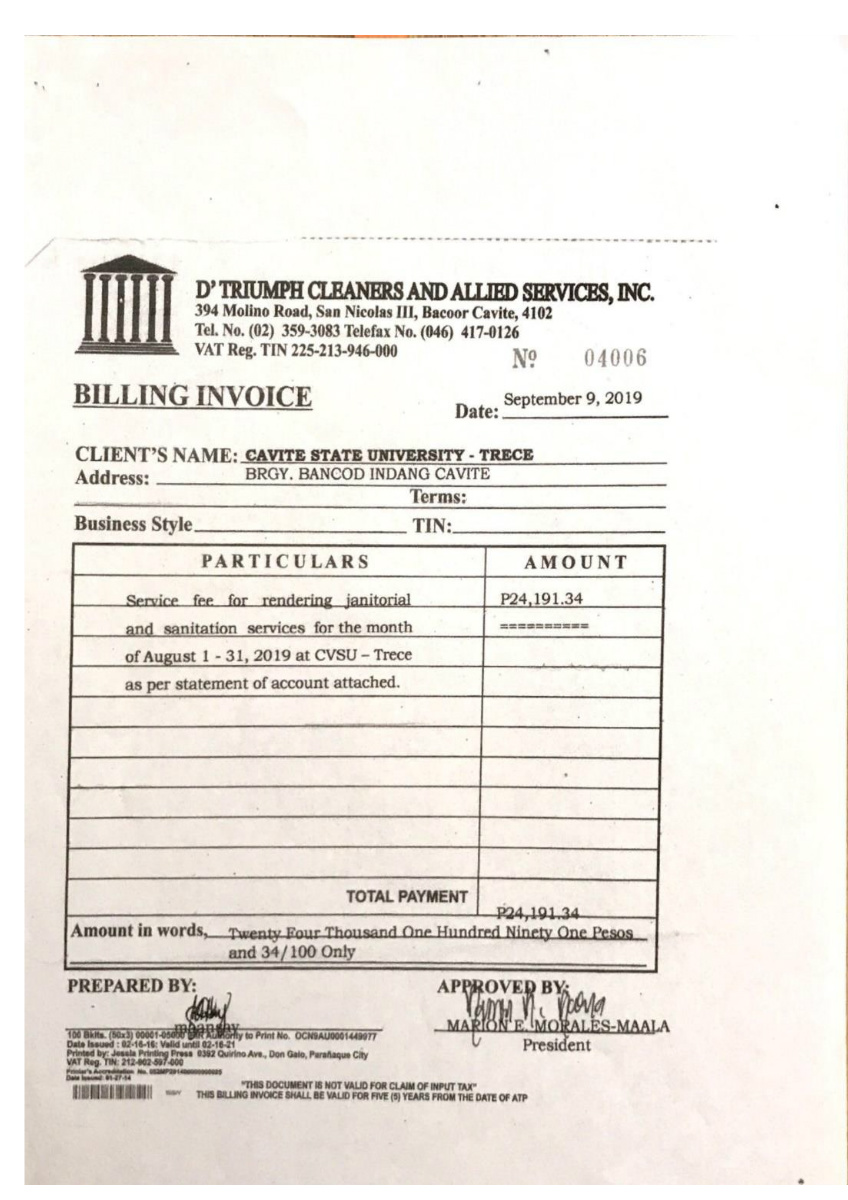 D' TRIUMPH CLEANERS AND ALLIED SERVICES, INC.
394 Molino Road, San Nicolas III, Bacoor Cavite, 4102
Tel. No. (02) 359-3083 Telefax No. (046) 417-0126
VAT Reg. TIN 225-213-946-000
Nº 04006
BILLING INVOICE
Date: September 9, 2019
CLIENT'S NAME: CAVITE STATE UNIVERSITY - TRECE
Address: BRGY. BANCOD INDANG CAVITE
Terms:
Business Style TIN:
PARTICULARS AMOUNT
Service fee for rendering janitorial P24,191.34
and sanitation services for the month ==========
of August 1 - 31, 2019 at CVSU – Trece
as per statement of account attached.
TOTAL PAYMENT P24,191.34
Amount in words, Twenty Four Thousand One Hundred Ninety One Pesos
and 34/100 Only
PREPARED BY: APPROVED BY:
MARION E. MORALES-MAALA
President
100 Bklts. (50x3) 00001-05000 BIR Authority to Print No. OCN9AU0001449977
Date Issued : 02-16-16: Valid until 02-16-21
Printed by: Jessla Printing Press 0392 Quirino Ave., Don Galo, Parañaque City
VAT Reg. TIN: 212-902-597-000
Printer's Accreditation No.
Date Issued: 01-27-14
"THIS DOCUMENT IS NOT VALID FOR CLAIM OF INPUT TAX"
THIS BILLING INVOICE SHALL BE VALID FOR FIVE (5) YEARS FROM THE DATE OF ATP